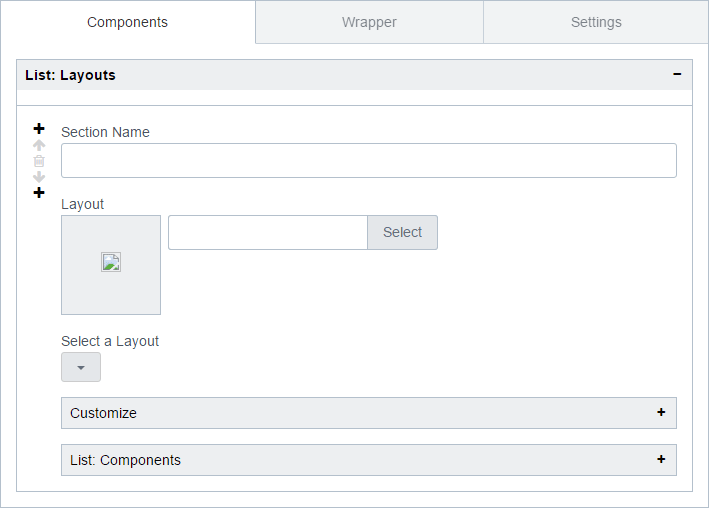 Components
Wrapper
Settings
List: Layouts
Section Name
Layout
Select
Select a Layout
Customize
List: Components